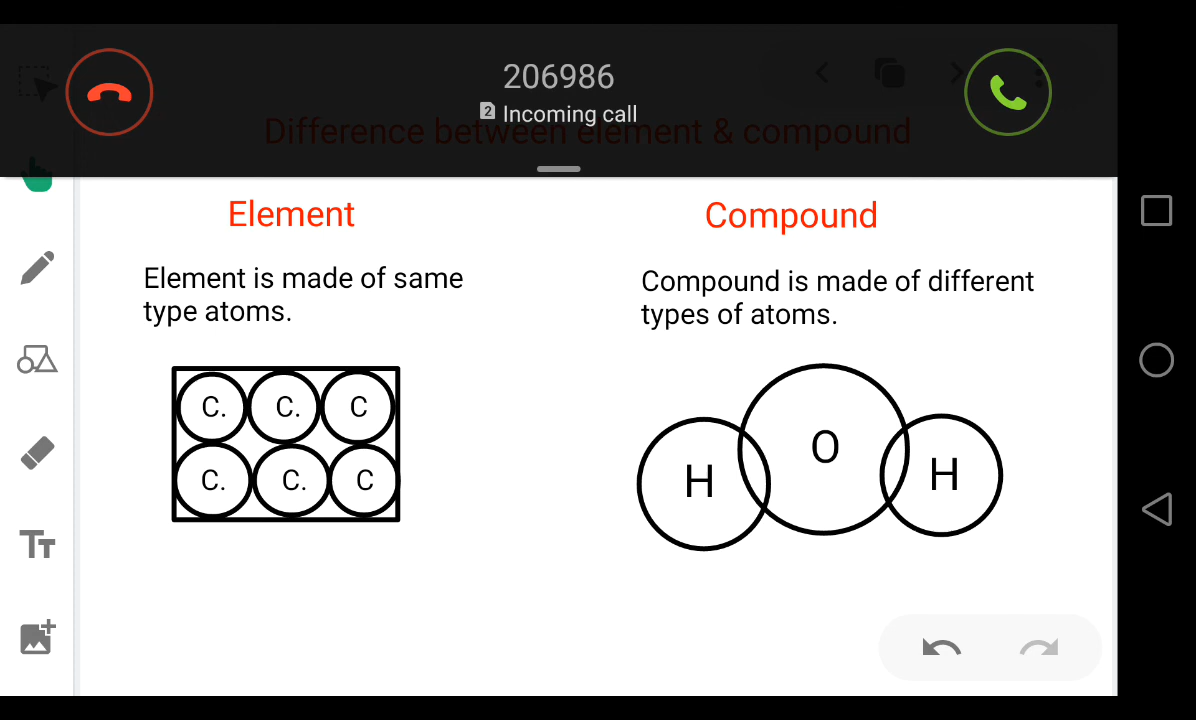 206986
2 Incoming call
Difference between element & compound
Element
Compound
Element is made of same
type atoms.
Compound is made of different
types of atoms.
C. C. C
C. C. C
H O H
Tт